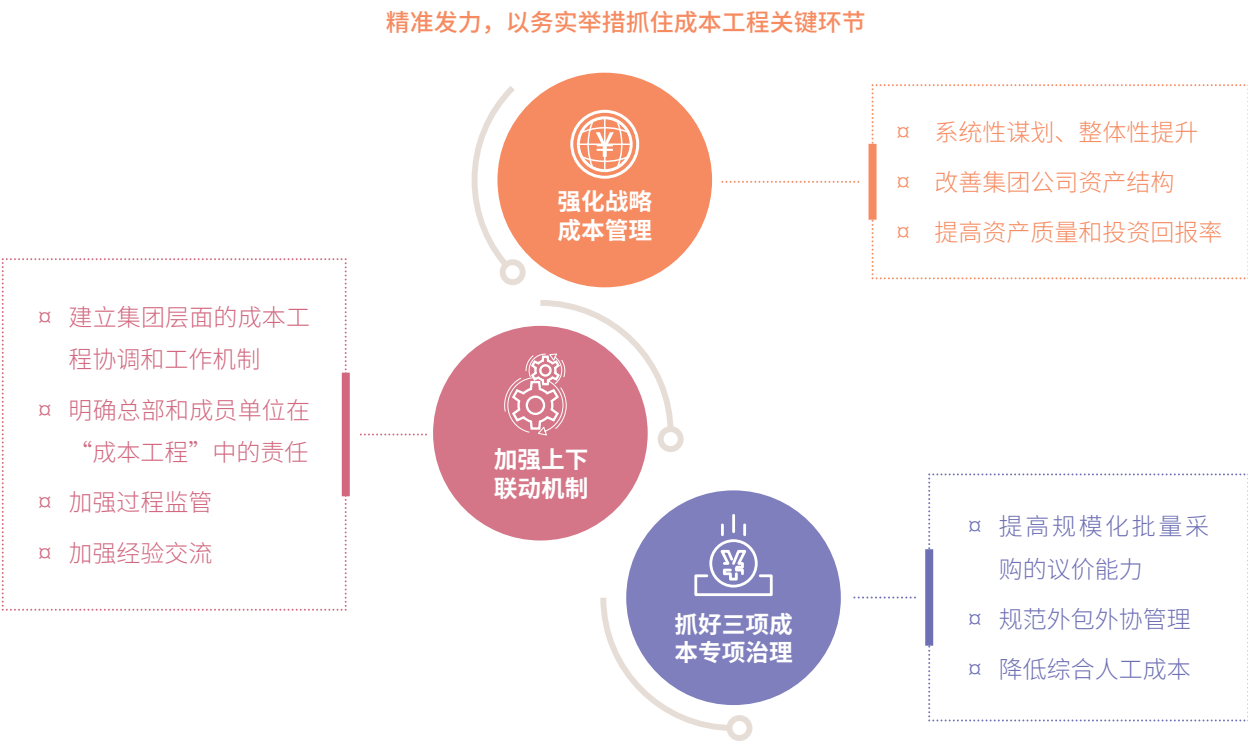 精准发力，以务实举措抓住成本工程关键环节
强化战略
成本管理
¤ 系统性谋划、整体性提升
¤ 改善集团公司资产结构
¤ 提高资产质量和投资回报率
加强上下
联动机制
¤ 建立集团层面的成本工
程协调和工作机制
¤ 明确总部和成员单位在
“成本工程”中的责任
¤ 加强过程监管
¤ 加强经验交流
抓好三项成
本专项治理
¤ 提高规模化批量采
购的议价能力
¤ 规范外包外协管理
¤ 降低综合人工成本